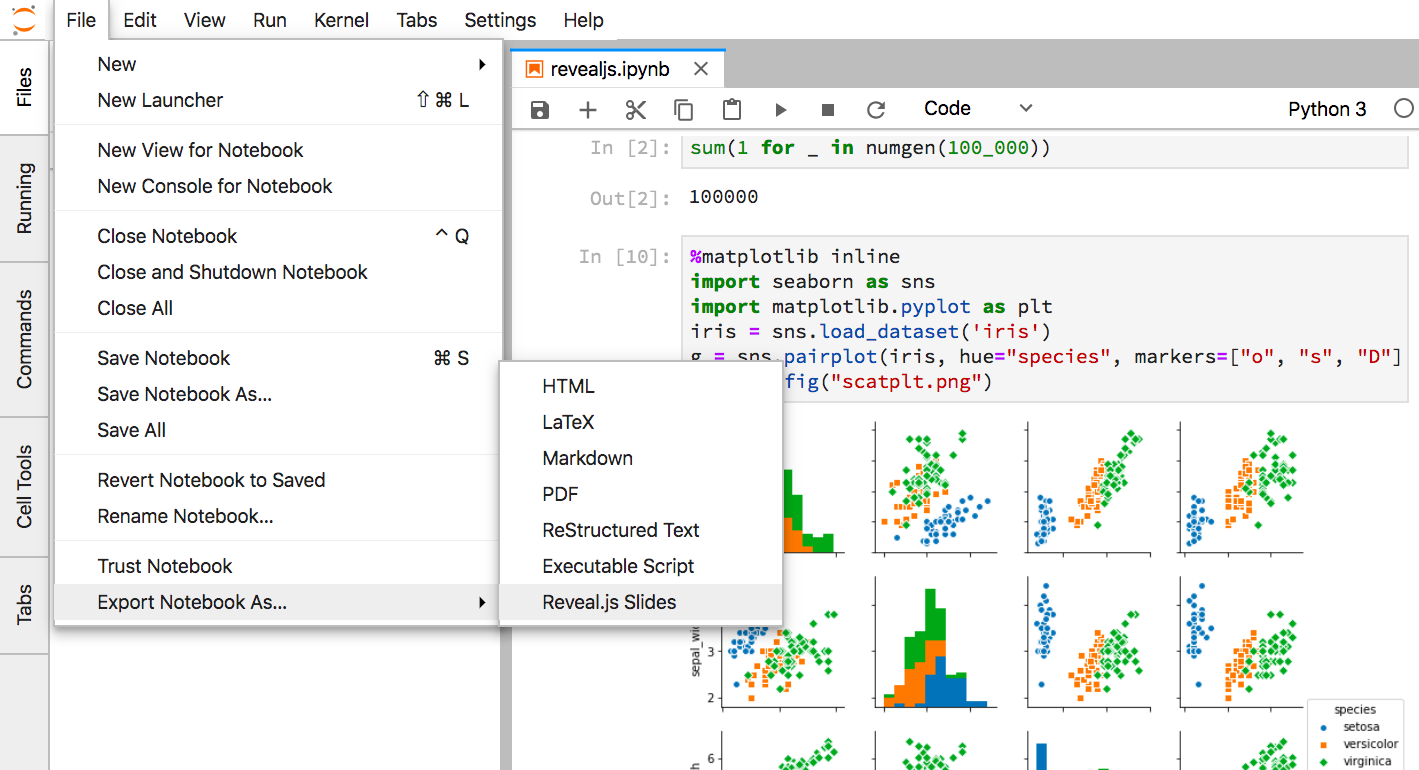 File Edit View Run Kernel Tabs Settings Help
Files
Running
Commands
Cell Tools
Tabs
New
New Launcher ⇧ ⌘ L
New View for Notebook
New Console for Notebook
Close Notebook ^ Q
Close and Shutdown Notebook
Close All
Save Notebook ⌘ S
Save Notebook As...
Save All
Revert Notebook to Saved
Rename Notebook...
Trust Notebook
Export Notebook As...
HTML
LaTeX
Markdown
PDF
ReStructured Text
Executable Script
Reveal.js Slides
revealjs.ipynb
Code Python 3
In [2]: sum(1 for _ in numgen(100_000))
Out[2]: 100000
In [10]: %matplotlib inline
import seaborn as sns
import matplotlib.pyplot as plt
iris = sns.load_dataset('iris')
g = sns.pairplot(iris, hue="species", markers=["o", "s", "D"]
fig("scatplt.png")
3
2
6
species
setosa
versicolor
virginica